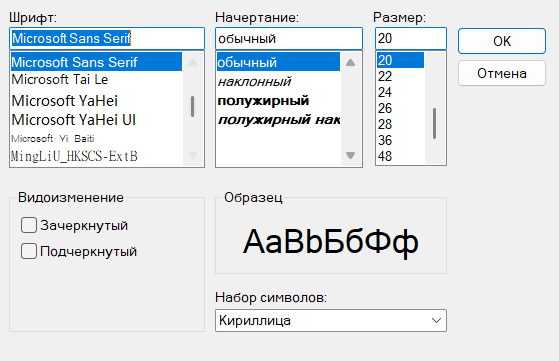 Шрифт:
Microsoft Sans Serif
Microsoft Sans Serif
Microsoft Tai Le
Microsoft YaHei
Microsoft YaHei UI
Microsoft Yi Baiti
MingLiU_HKSCS-ExtB
Начертание:
обычный
обычный
наклонный
полужирный
полужирный нак
Размер:
20
20
22
24
26
28
36
48
OK
Отмена
Видоизменение
Зачеркнутый
Подчеркнутый
Образец
АаBbБбФф
Набор символов:
Кириллица